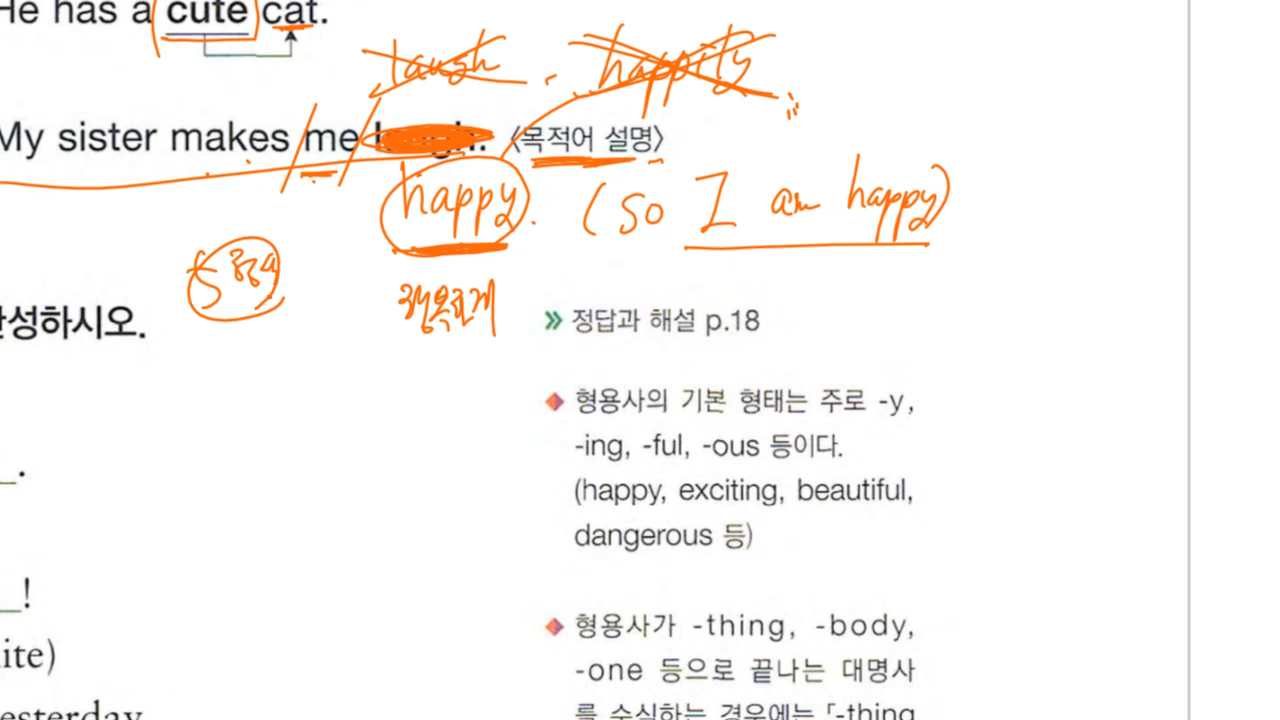 He has a cute cat.
laugh. happily
My sister makes me 〈목적어 설명〉
happy. (so I am happy)
5형식
행복하게
성하시오.
» 정답과 해설 p.18
형용사의 기본 형태는 주로 -y,
-ing, -ful, -ous 등이다.
(happy, exciting, beautiful,
dangerous 등)
!
형용사가 -thing, -body,
-one 등으로 끝나는 대명사
ite)
를 수식하는 경우에는 「-thing
esterday